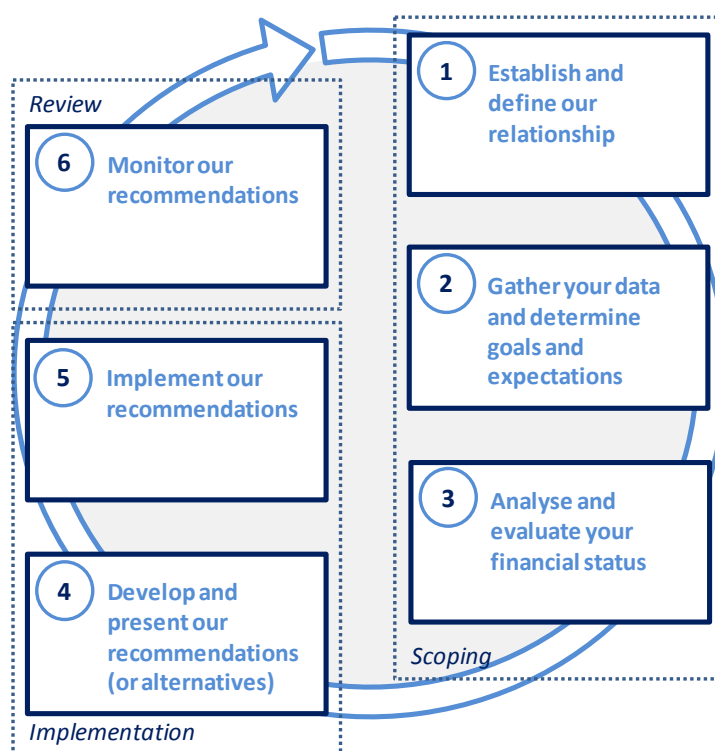 1
Establish and
define our
relationship
2
Gather your data
and determine
goals and
expectations
3
Analyse and
evaluate your
financial status
Scoping
4
Develop and
present our
recommendations
(or alternatives)
Implementation
5
Implement our
recommendations
Review
6
Monitor our
recommendations